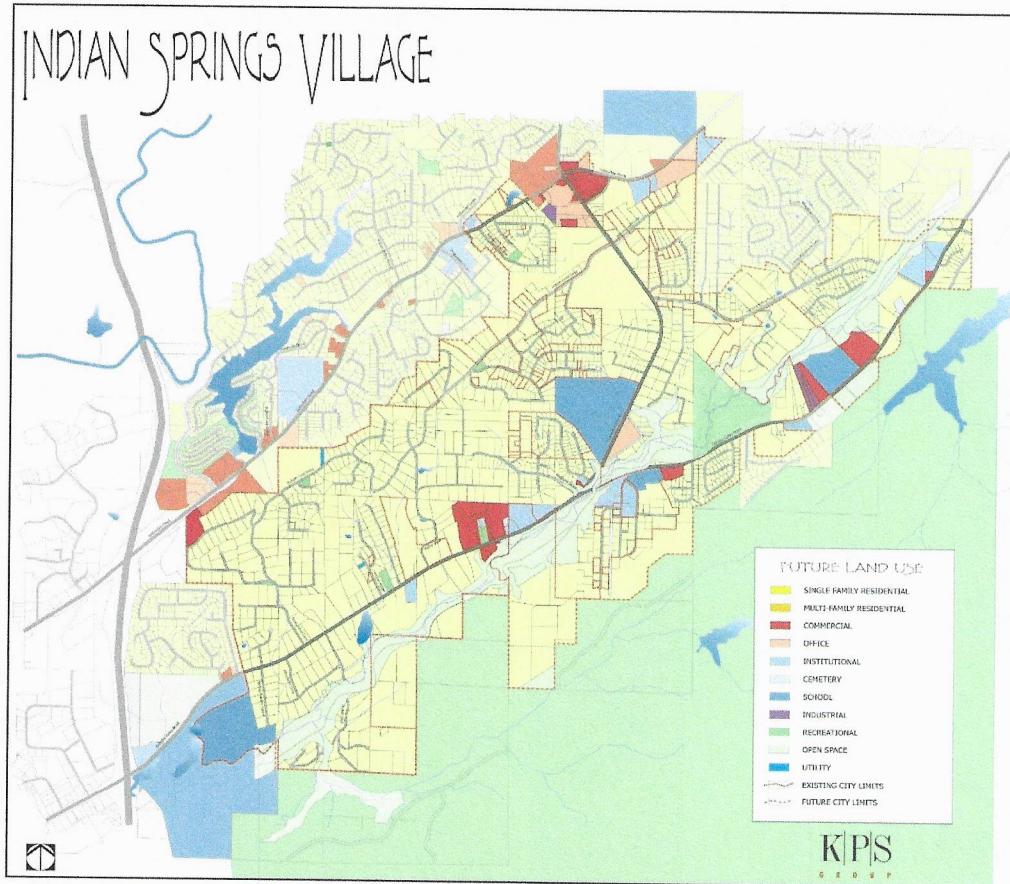 INDIAN SPRINGS VILLAGE
FUTURE LAND USE
SINGLE FAMILY RESIDENTIAL
MULTI-FAMILY RESIDENTIAL
COMMERCIAL
OFFICE
INSTITUTIONAL
CEMETERY
SCHOOL
INDUSTRIAL
RECREATIONAL
OPEN SPACE
UTILITY
EXISTING CITY LIMITS
FUTURE CITY LIMITS
K|P|S
GROUP